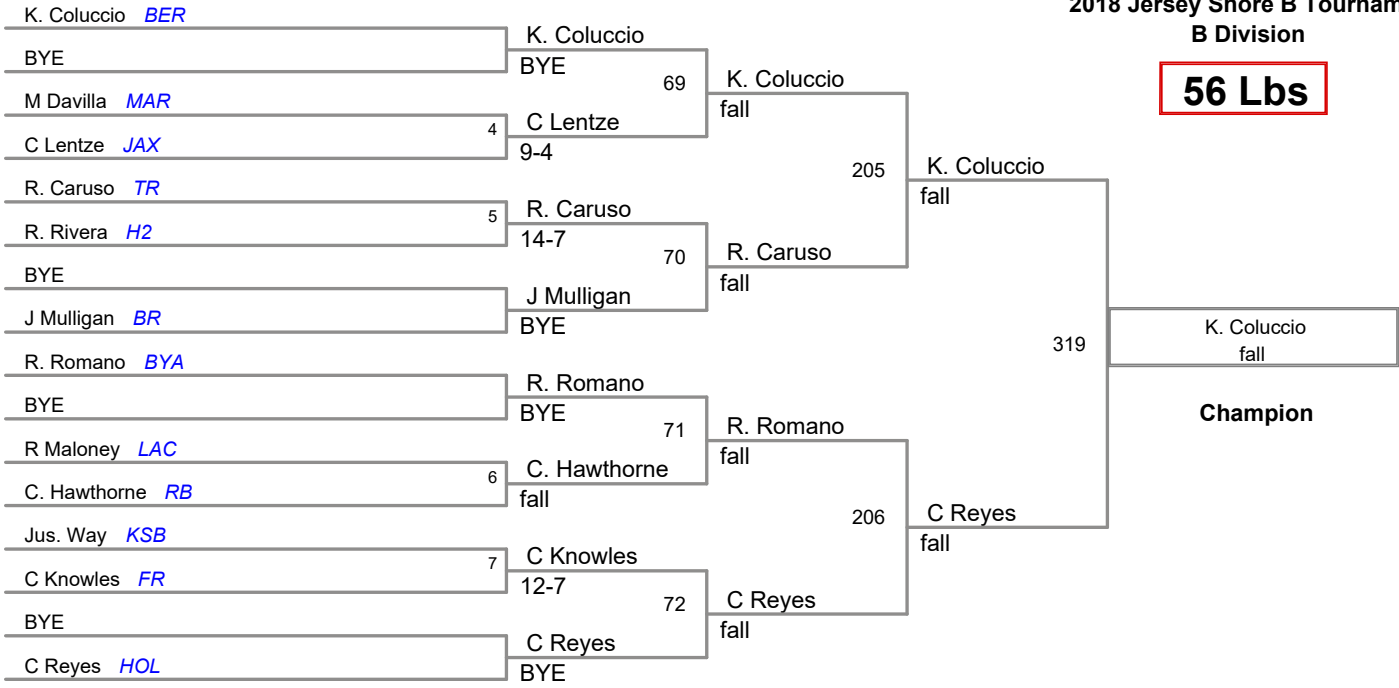 2018 Jersey Shore B Tournam
B Division
56 Lbs
K. Coluccio BER
BYE
M Davilla MAR
C Lentze JAX
R. Caruso TR
R. Rivera H2
BYE
J Mulligan BR
R. Romano BYA
BYE
R Maloney LAC
C. Hawthorne RB
Jus. Way KSB
C Knowles FR
BYE
C Reyes HOL
4
5
6
7
K. Coluccio
BYE
C Lentze
9-4
R. Caruso
14-7
J Mulligan
BYE
R. Romano
BYE
C. Hawthorne
fall
C Knowles
12-7
C Reyes
BYE
69
70
71
72
K. Coluccio
fall
R. Caruso
fall
R. Romano
fall
C Reyes
fall
205
206
K. Coluccio
fall
C Reyes
fall
319
K. Coluccio
fall
Champion